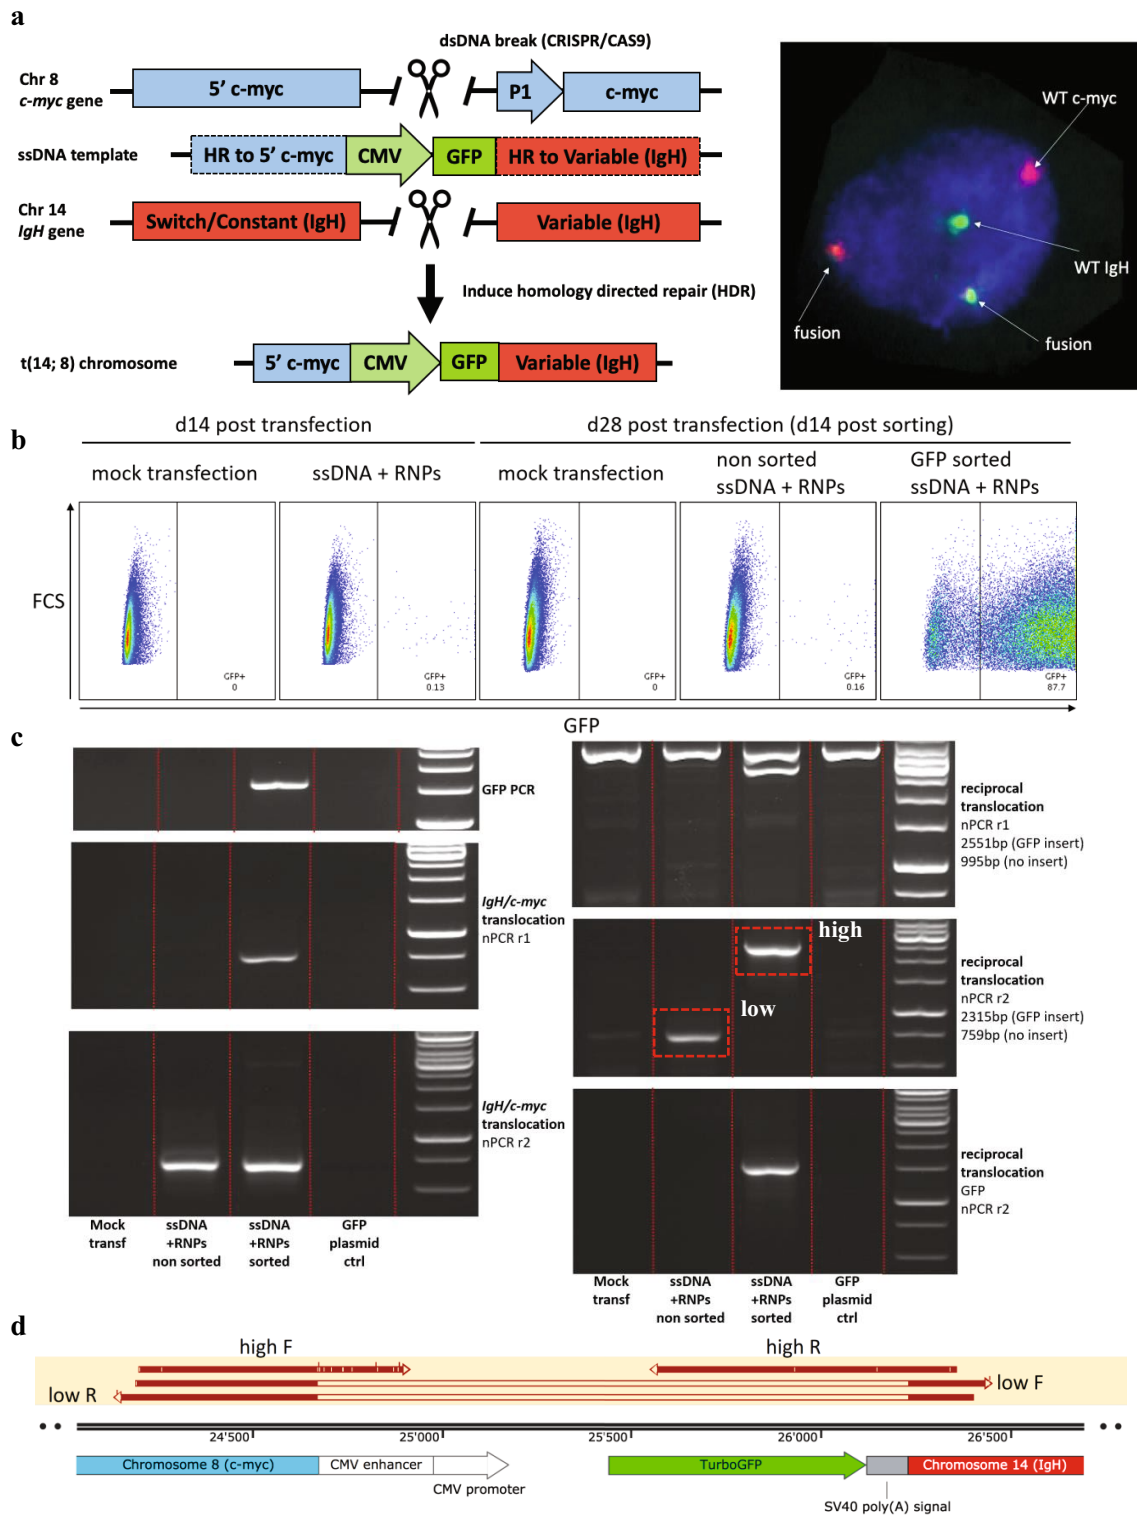 a
dsDNA break (CRISPR/CAS9)
Chr 8
c-myc gene
5' c-myc
P1
c-myc
ssDNA template
HR to 5' c-myc
CMV
GFP
HR to Variable (IgH)
Chr 14
IgH gene
Switch/Constant (IgH)
Variable (IgH)
Induce homology directed repair (HDR)
t(14; 8) chromosome
5' c-myc
CMV
GFP
Variable (IgH)
WT c-myc
WT IgH
fusion
fusion
b
d14 post transfection
d28 post transfection (d14 post sorting)
mock transfection
ssDNA + RNPs
mock transfection
non sorted
ssDNA + RNPs
GFP sorted
ssDNA + RNPs
FCS
GFP+
0
GFP+
0.13
GFP+
0
GFP+
0.16
GFP+
87.7
GFP
c
GFP PCR
IgH/c-myc
translocation
nPCR r1
IgH/c-myc
translocation
nPCR r2
Mock
transf
ssDNA
+RNPs
non sorted
ssDNA
+RNPs
sorted
GFP
plasmid
ctrl
reciprocal
translocation
nPCR r1
2551bp (GFP insert)
995bp (no insert)
high
low
reciprocal
translocation
nPCR r2
2315bp (GFP insert)
759bp (no insert)
reciprocal
translocation
GFP
nPCR r2
Mock
transf
ssDNA
+RNPs
non sorted
ssDNA
+RNPs
sorted
GFP
plasmid
ctrl
d
high F
high R
low R
low F
24'500
25'000
25'500
26'000
26'500
Chromosome 8 (c-myc)
CMV enhancer
CMV promoter
TurboGFP
SV40 poly(A) signal
Chromosome 14 (IgH)